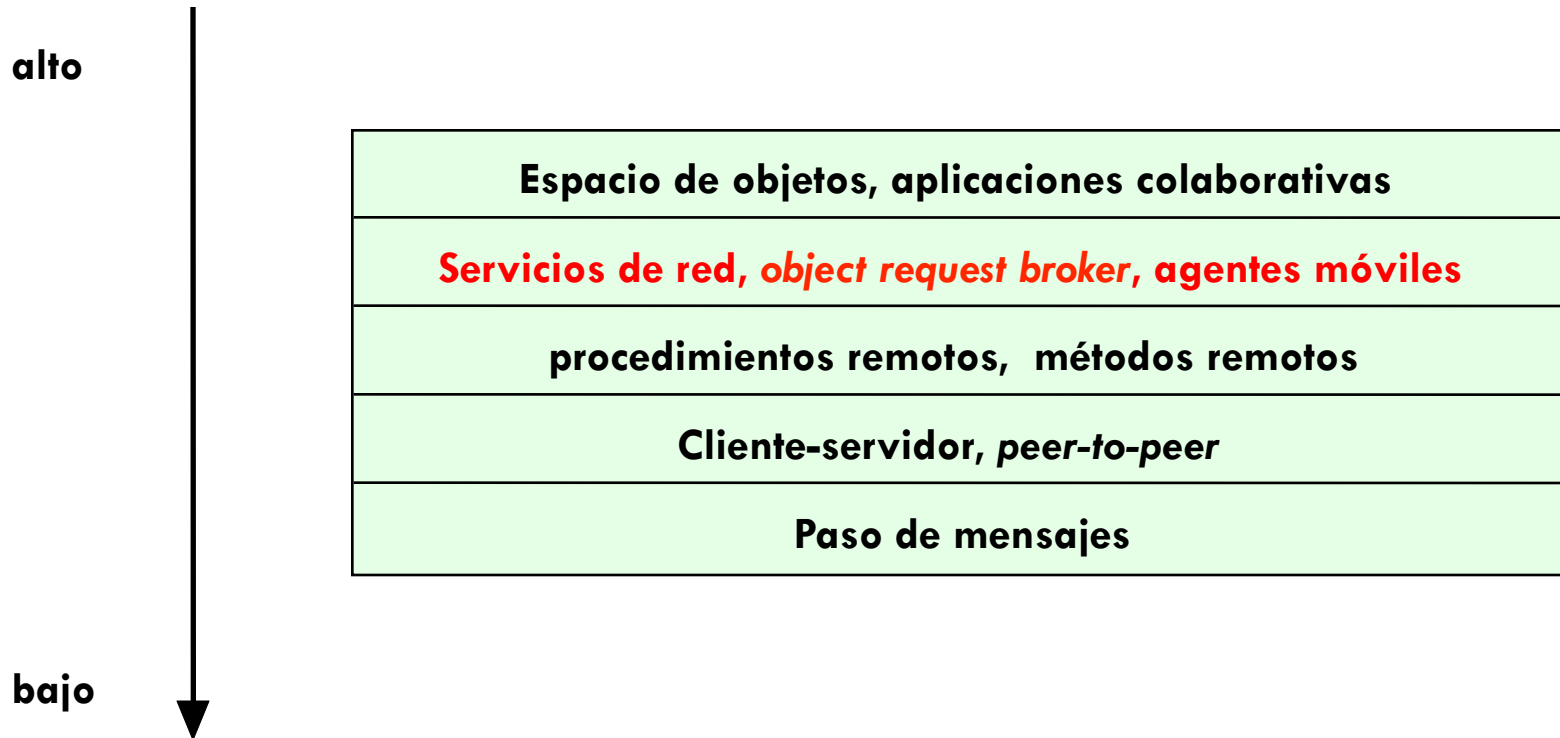 alto
Espacio de objetos, aplicaciones colaborativas
Servicios de red, object request broker, agentes móviles
procedimientos remotos, métodos remotos
Cliente-servidor, peer-to-peer
Paso de mensajes
bajo